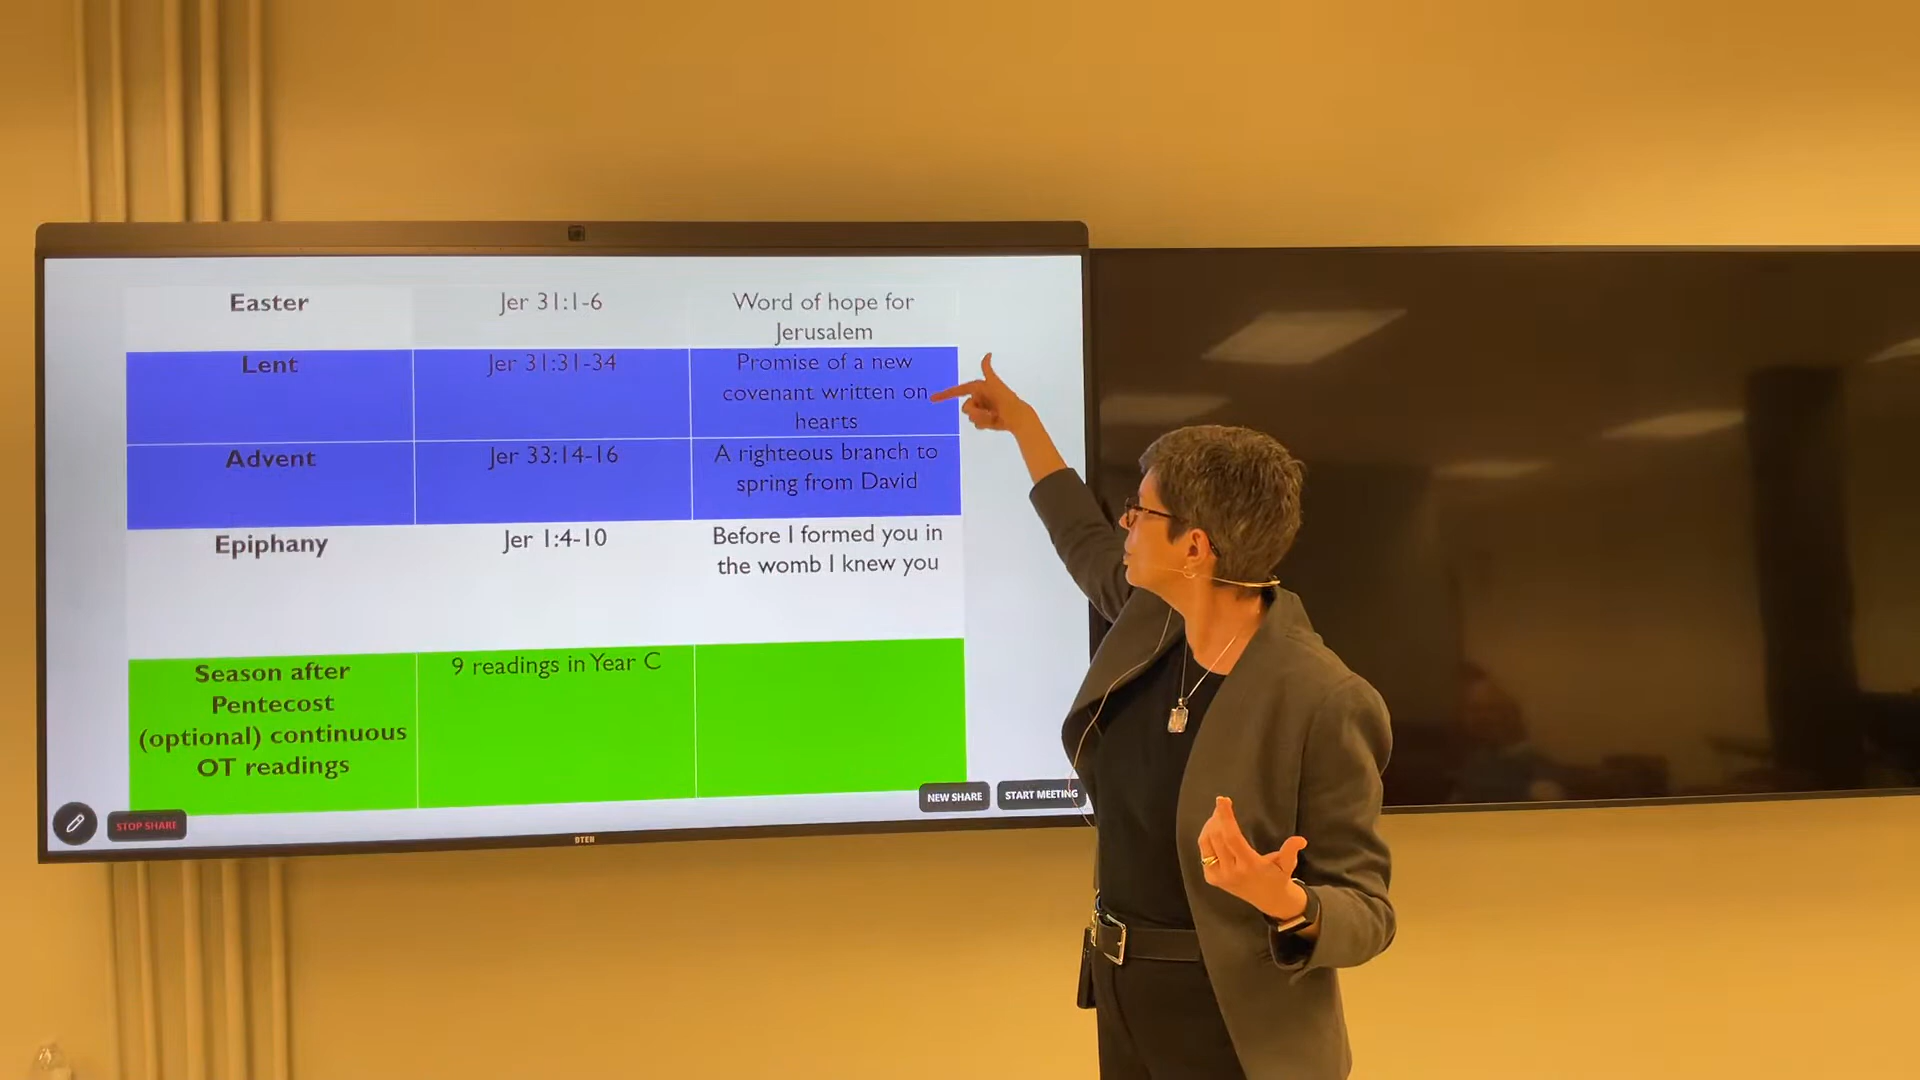 Easter
Jer 31:1-6
Word of hope for
Jerusalem
Lent
Jer 31:31-34
Promise of a new
covenant written on
hearts
Advent
Jer 33:14-16
A righteous branch to
spring from David
Epiphany
Jer 1:4-10
Before I formed you in
the womb I knew you
Season after
Pentecost
(optional) continuous
OT readings
9 readings in Year C
STOP SHARE
NEW SHARE
START MEETING
DTEN